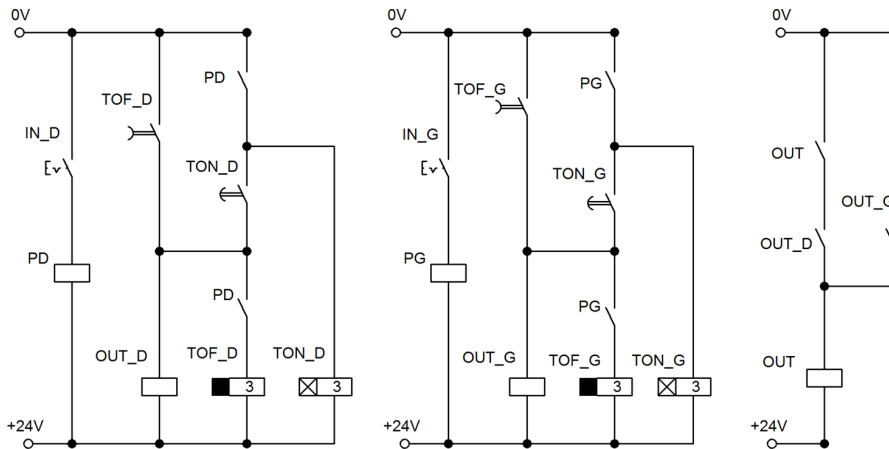 0V
PD
TOF_D
IN_D
TON_D
PD
PD
OUT_D
TOF_D
TON_D
3
3
+24V
0V
PG
TOF_G
IN_G
TON_G
PG
PG
OUT_G
TOF_G
TON_G
3
3
+24V
0V
OUT
OUT_D
OUT
+24V